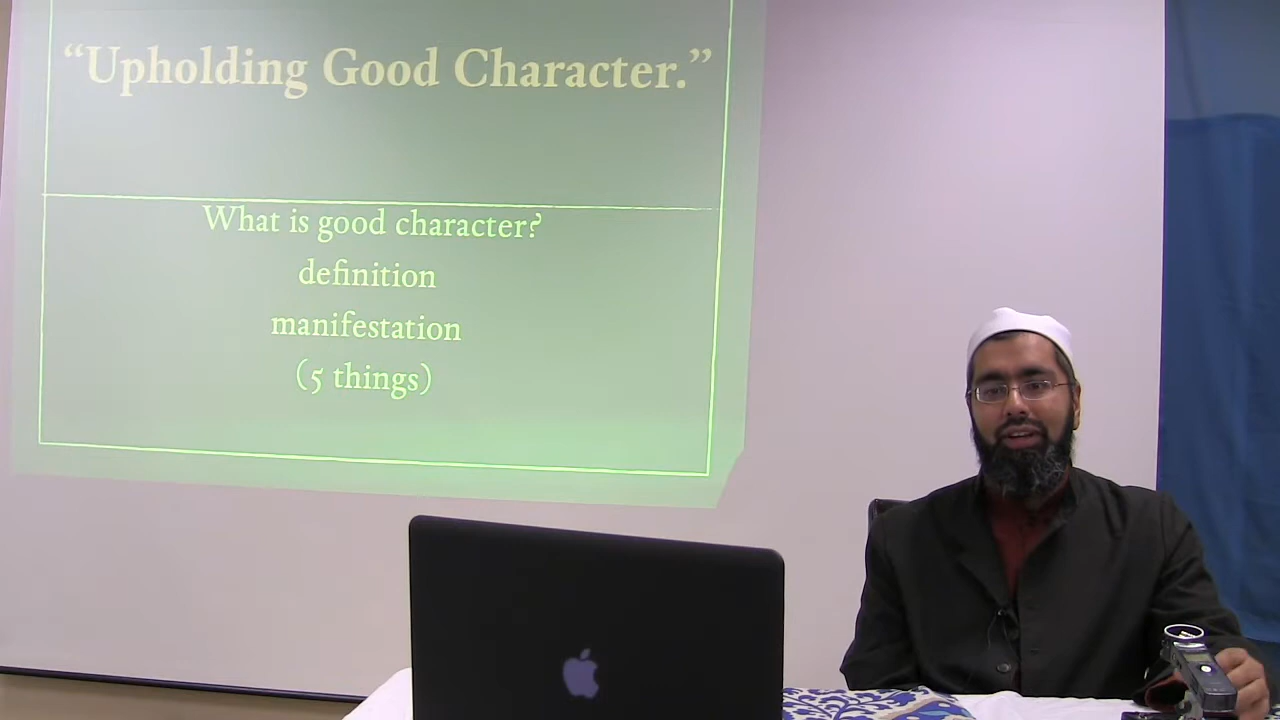 “Upholding Good Character.”
What is good character?
definition
manifestation
(5 things)